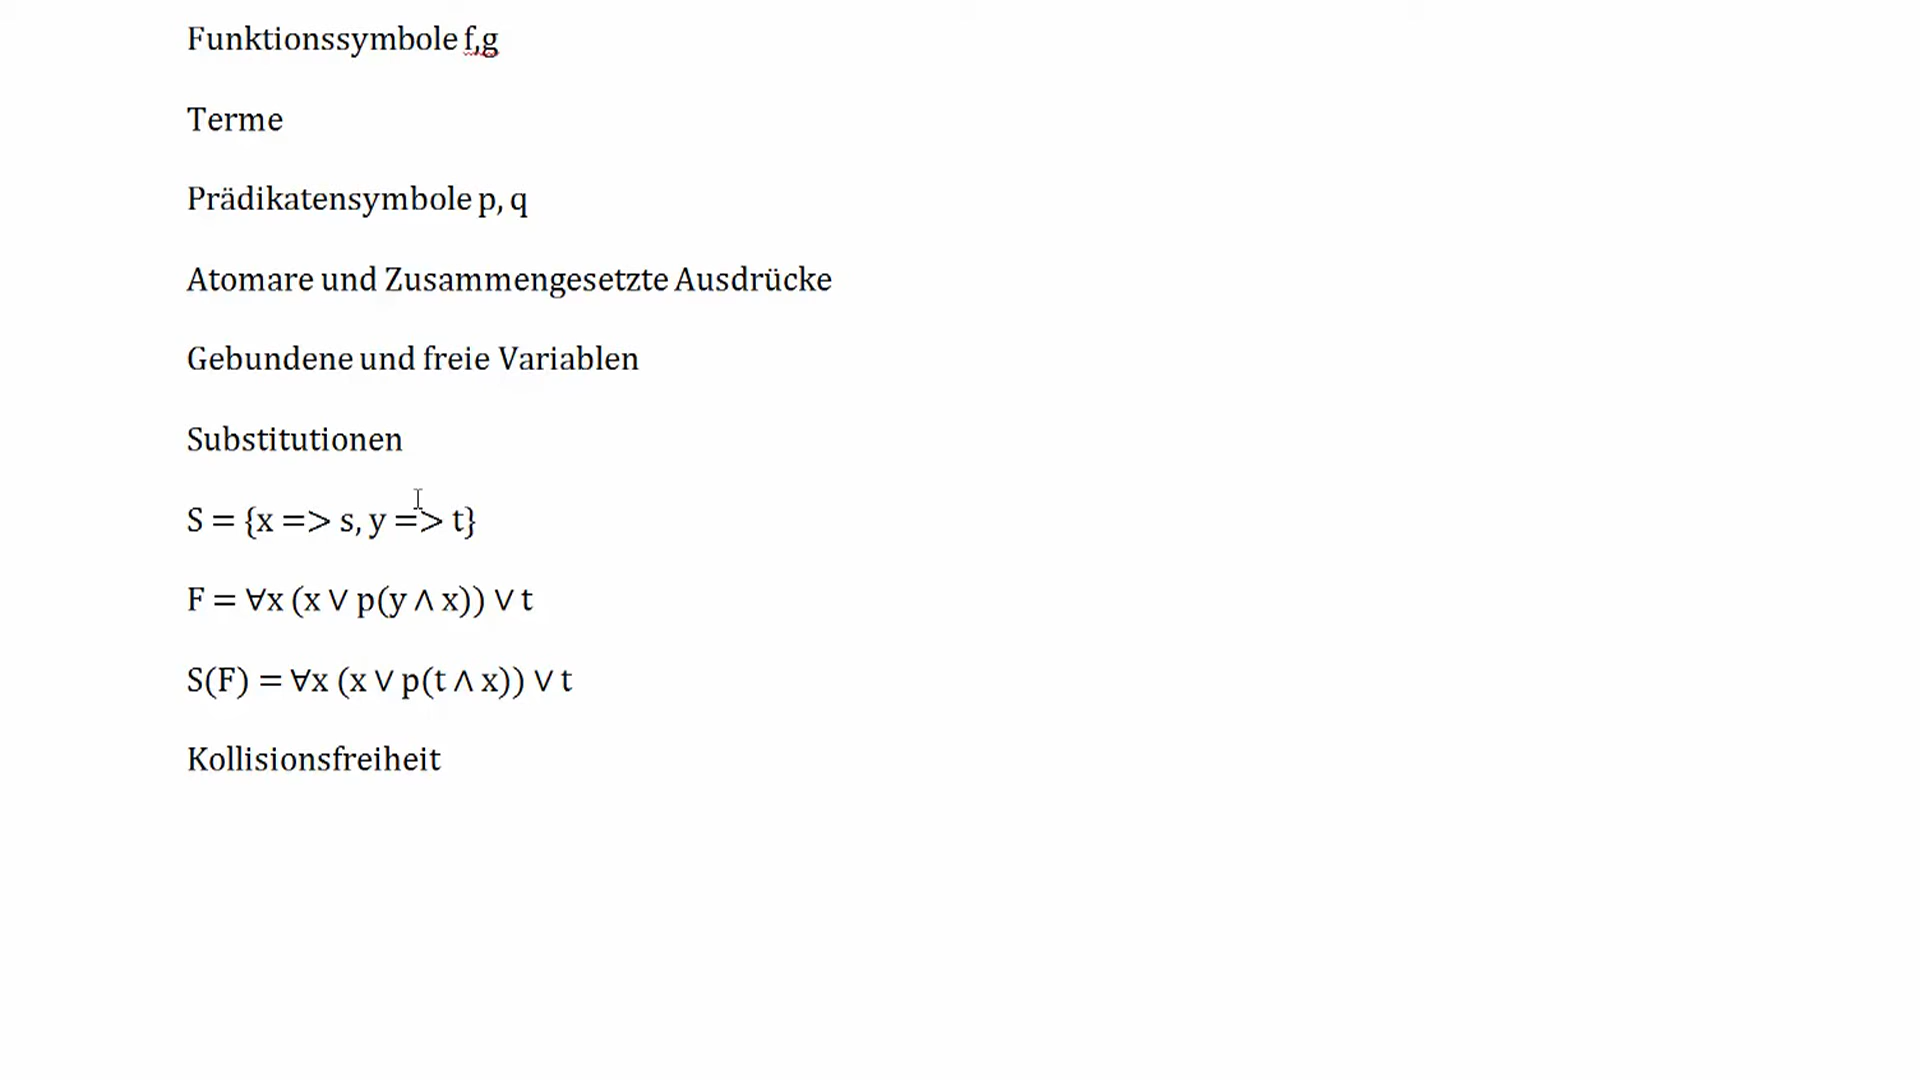 Funktionssymbole f,g
Terme
Prädikatensymbole p, q
Atomare und Zusammengesetzte Ausdrücke
Gebundene und freie Variablen
Substitutionen
S = {x => s, y => t}
F = ∀x (x ∨ p(y ∧ x)) ∨ t
S(F) = ∀x (x ∨ p(t ∧ x)) ∨ t
Kollisionsfreiheit